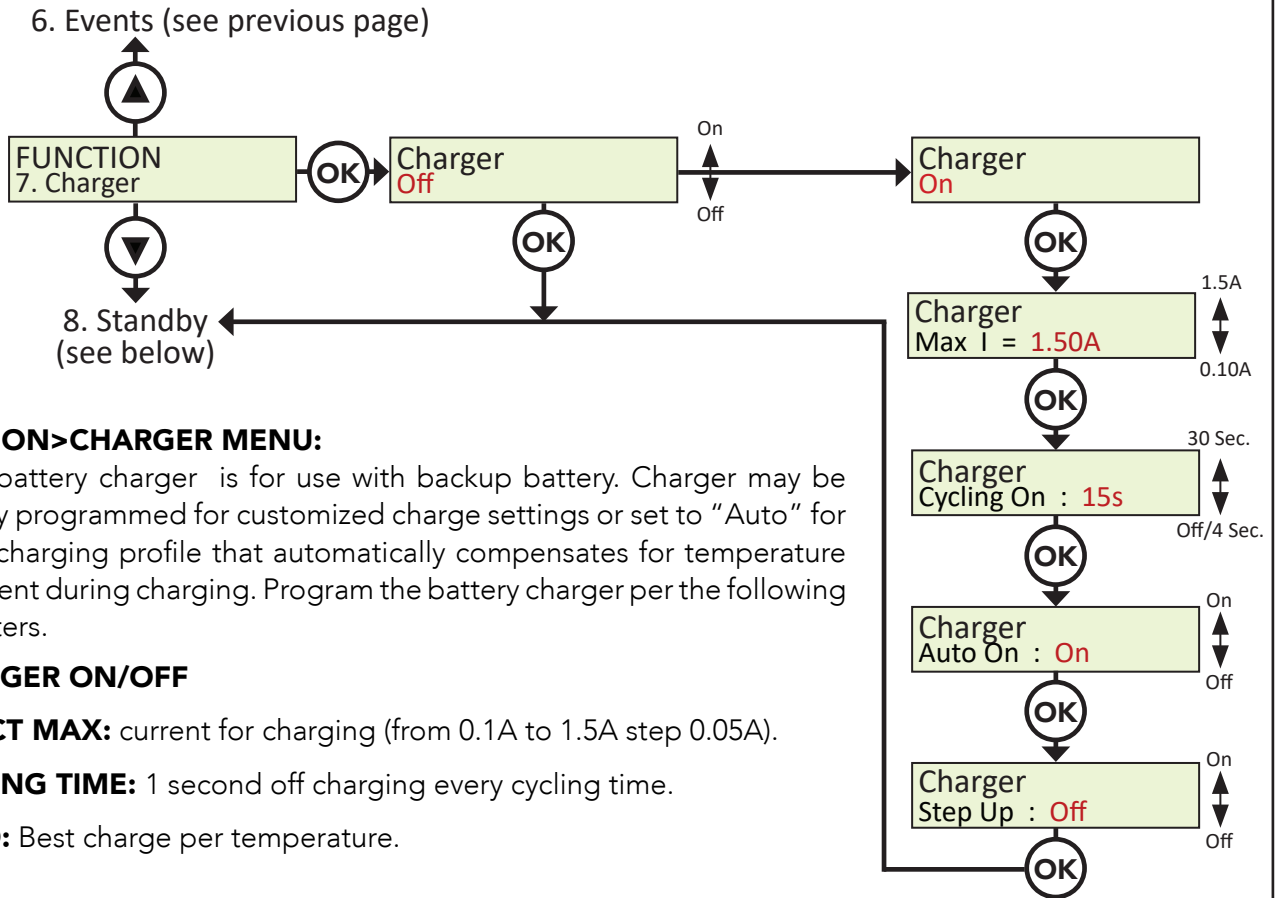 6. Events (see previous page)
FUNCTION
7. Charger
OK
Charger
Off
On
Off
Charger
On
OK
OK
8. Standby
(see below)
Charger
Max I = 1.50A
1.5A
0.10A
OK
Charger
Cycling On : 15s
30 Sec.
Off/4 Sec.
OK
Charger
Auto On : On
On
Off
OK
Charger
Step Up : Off
On
Off
OK
ON>CHARGER MENU:
battery charger is for use with backup battery. Charger may be
y programmed for customized charge settings or set to “Auto” for
charging profile that automatically compensates for temperature
ent during charging. Program the battery charger per the following
ters.
GER ON/OFF
CT MAX: current for charging (from 0.1A to 1.5A step 0.05A).
NG TIME: 1 second off charging every cycling time.
: Best charge per temperature.